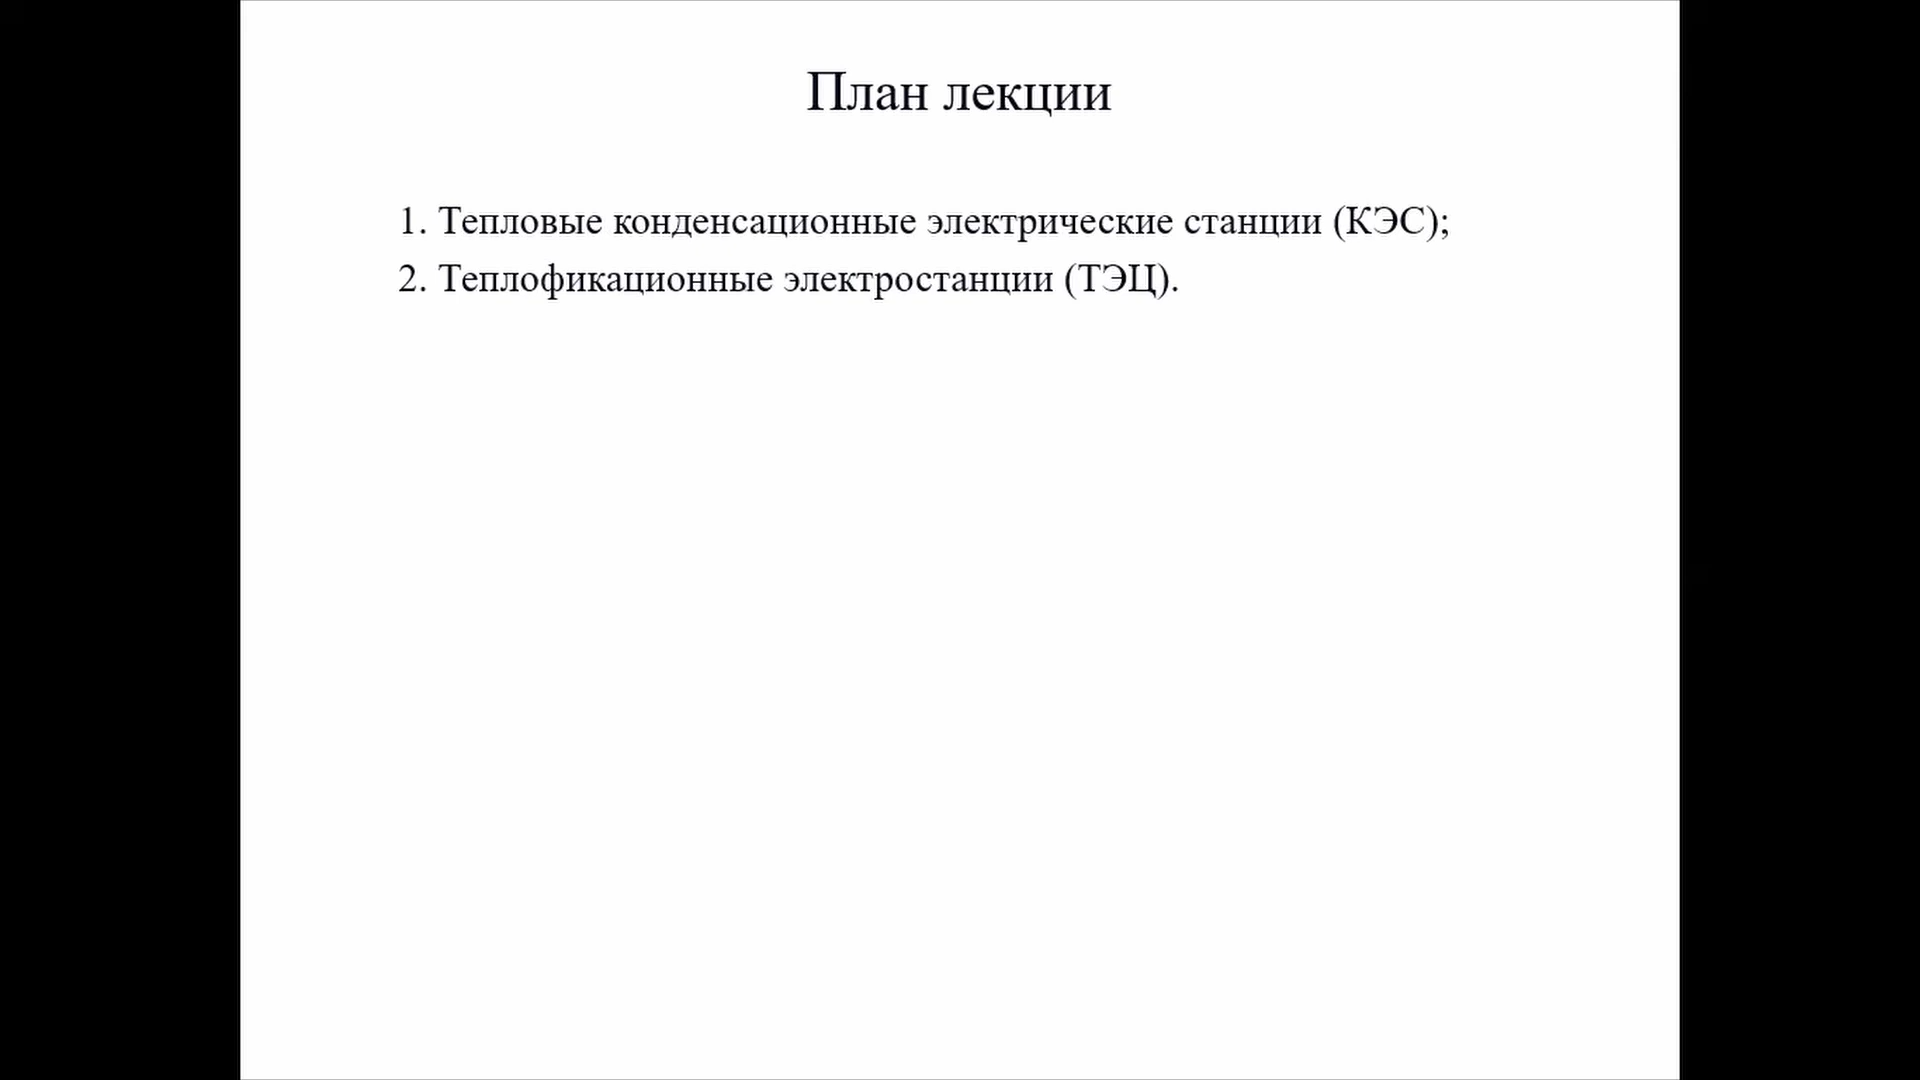 План лекции
1. Тепловые конденсационные электрические станции (КЭС);
2. Теплофикационные электростанции (ТЭЦ).